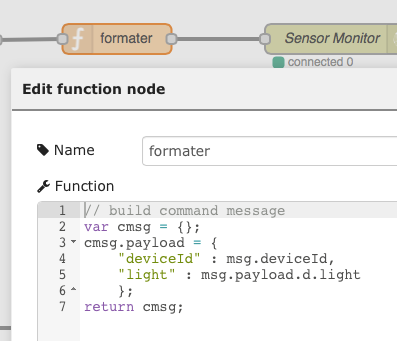 formater
Sensor Monitor
connected 0
Edit function node
Name
formater
Function
1 // build command message
2 var cmsg = {};
3 cmsg.payload = {
4 "deviceId" : msg.deviceId,
5 "light" : msg.payload.d.light
6 };
7 return cmsg;